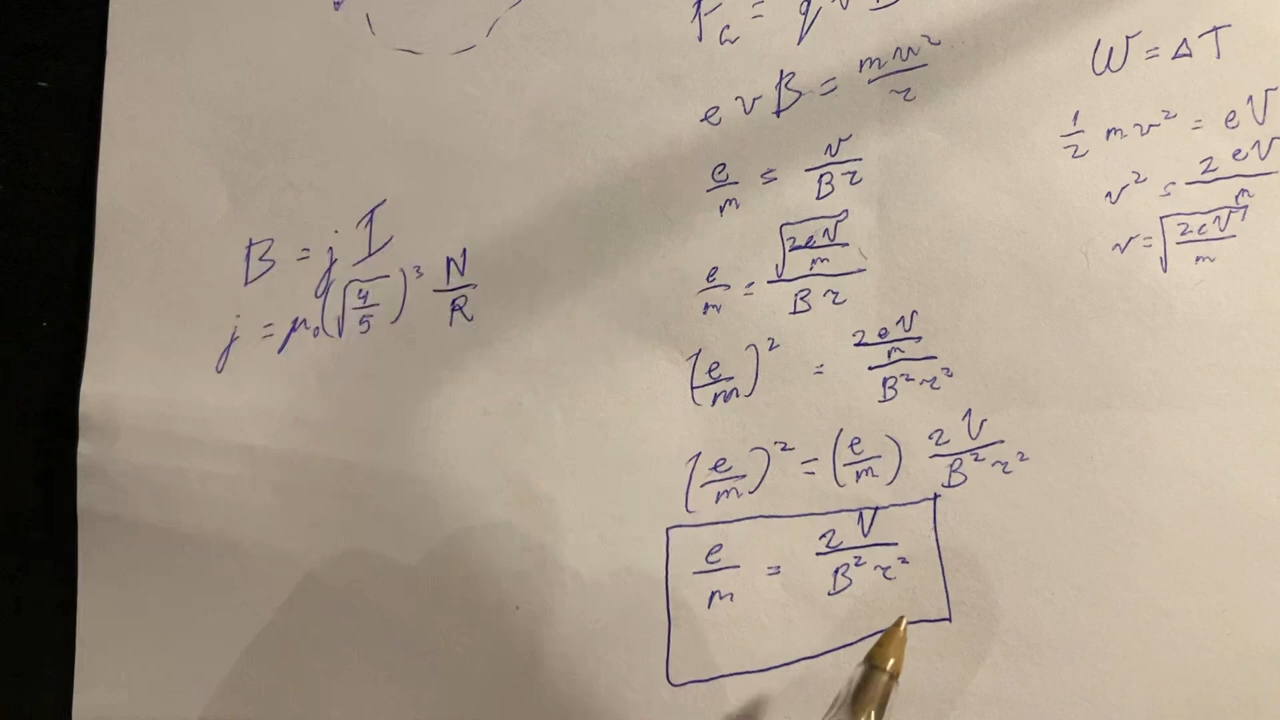 e v B = mv²/r
e/m = v/Br
e/m = √(2eV/m)/Br
(e/m)² = (2eV/m)/B²r²
(e/m)² = (e/m) 2V/B²r²
e/m = 2V/B²r²
W = ΔT
1/2 mv² = eV
v² = 2eV/m
v = √(2eV/m)
B = j I
j = μ₀(√4/5)³ N/R